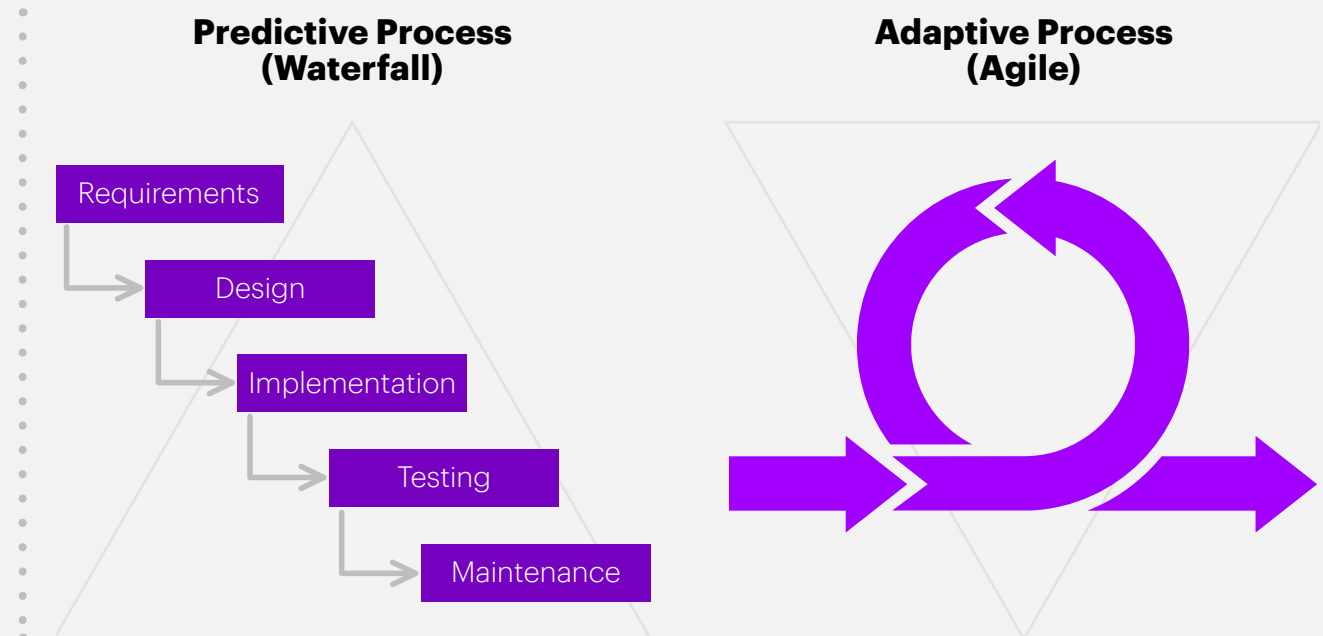 Predictive Process
(Waterfall)
Requirements
Design
Implementation
Testing
Maintenance
Adaptive Process
(Agile)